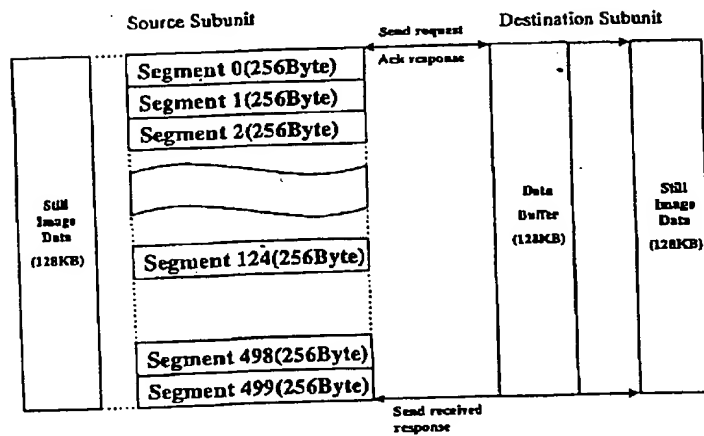 Source Subunit
Destination Subunit
Send request
Ack response
Segment 0(256Byte)
Segment 1(256Byte)
Segment 2(256Byte)
Segment 124(256Byte)
Segment 498(256Byte)
Segment 499(256Byte)
Still
Image
Data
(128KB)
Data
Buffer
(128KB)
Still
Image
Data
(128KB)
Send received
response